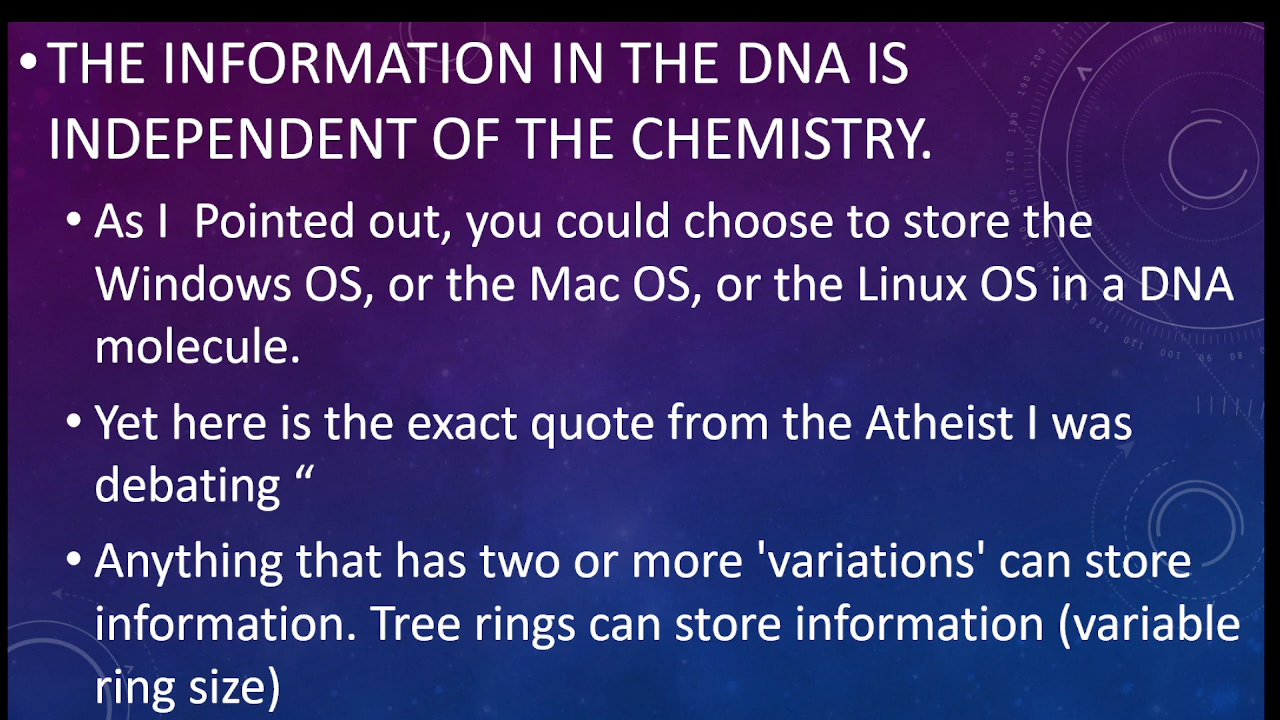 • THE INFORMATION IN THE DNA IS
INDEPENDENT OF THE CHEMISTRY.
• As I  Pointed out, you could choose to store the
Windows OS, or the Mac OS, or the Linux OS in a DNA
molecule.
• Yet here is the exact quote from the Atheist I was
debating “
• Anything that has two or more 'variations' can store
information. Tree rings can store information (variable
ring size)